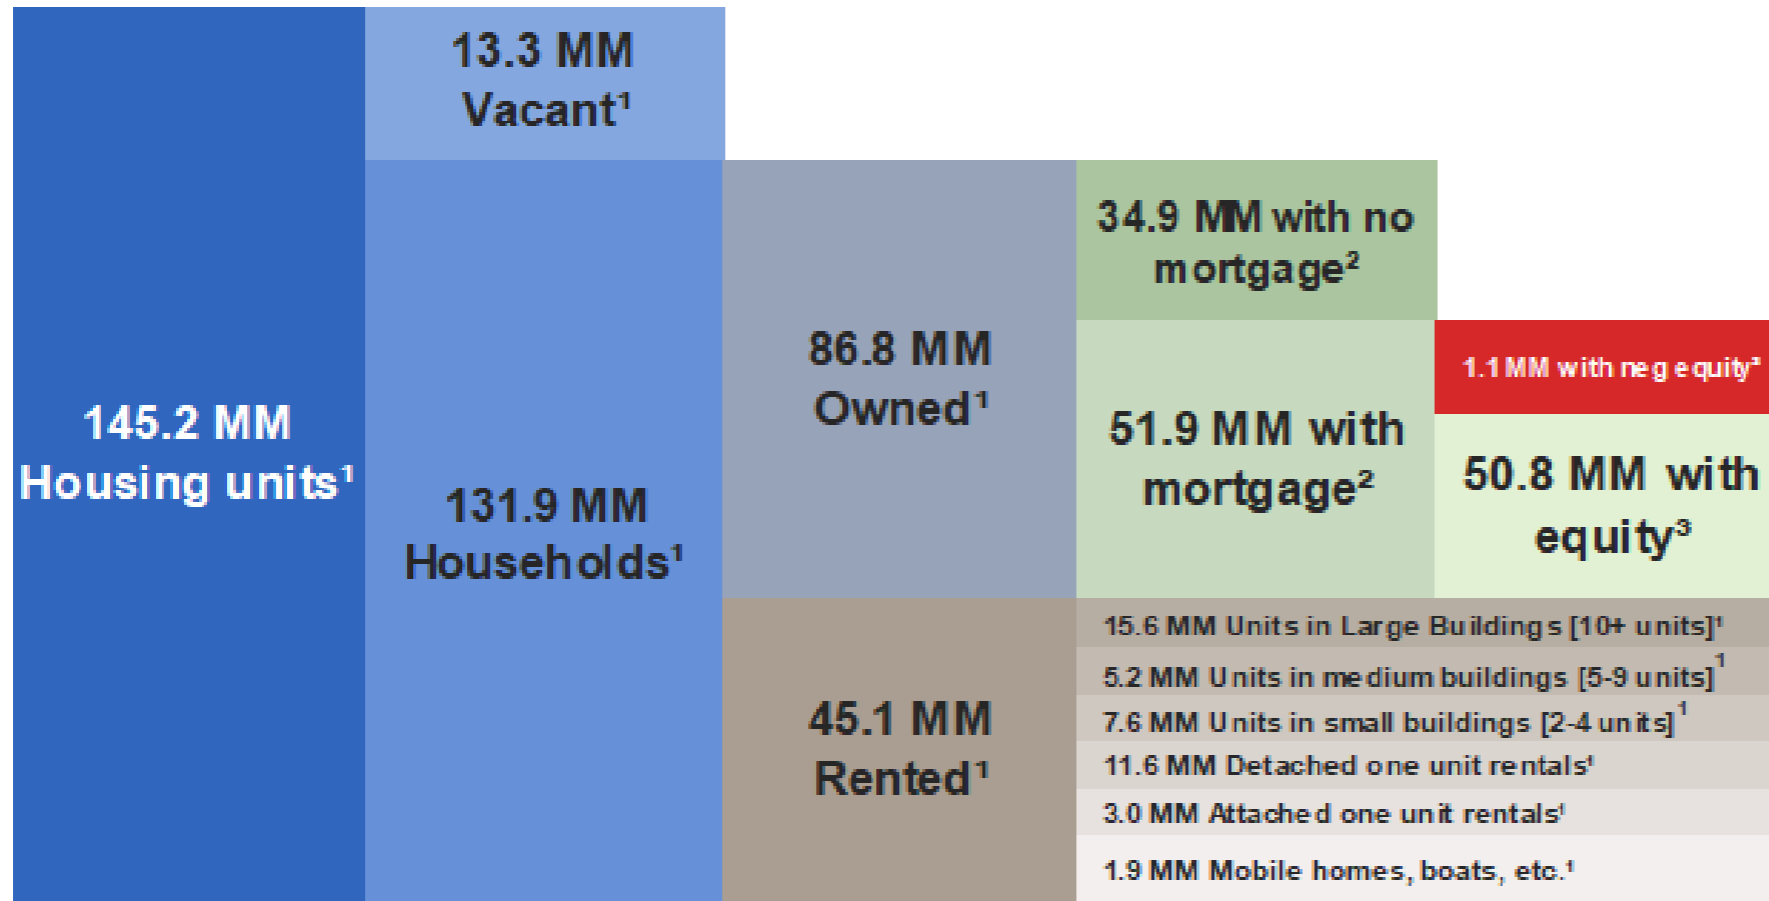 145.2 MM
Housing units¹
13.3 MM
Vacant¹
131.9 MM
Households¹
86.8 MM
Owned¹
45.1 MM
Rented¹
34.9 MM with no
mortgage²
51.9 MM with
mortgage²
1.1 MM with neg equity³
50.8 MM with
equity³
15.6 MM Units in Large Buildings [10+ units]¹
5.2 MM Units in medium buildings [5-9 units]¹
7.6 MM Units in small buildings [2-4 units]¹
11.6 MM Detached one unit rentals¹
3.0 MM Attached one unit rentals¹
1.9 MM Mobile homes, boats, etc.¹